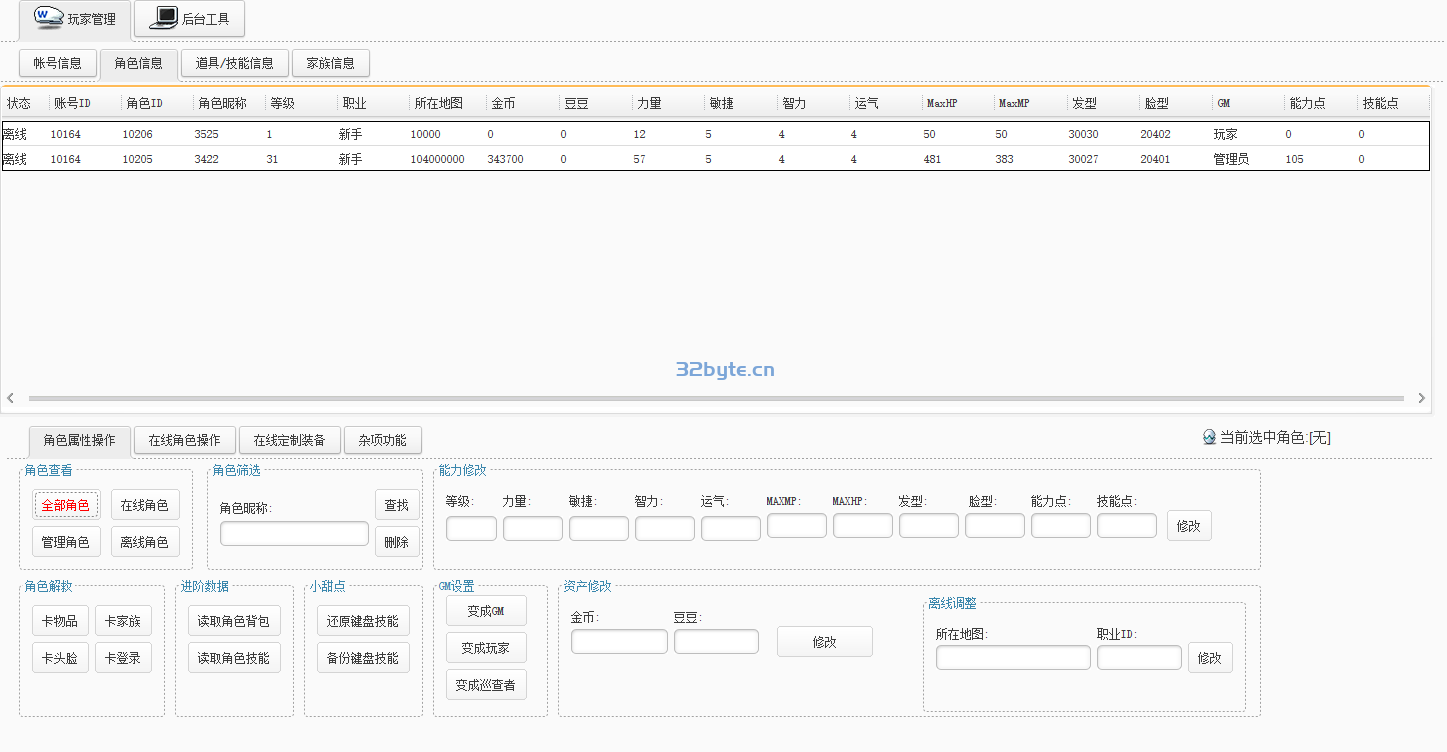 玩家管理 后台工具
帐号信息 角色信息 道具/技能信息 家族信息
状态 账号ID 角色ID 角色昵称 等级 职业 所在地图 金币 豆豆 力量 敏捷 智力 运气 MaxHP MaxMP 发型 脸型 GM 能力点 技能点
离线 10164 10206 3525 1 新手 10000 0 0 12 5 4 4 50 50 30030 20402 玩家 0 0
离线 10164 10205 3422 31 新手 104000000 343700 0 57 5 4 4 481 383 30027 20401 管理员 105 0
32byte.cn
角色属性操作 在线角色操作 在线定制装备 杂项功能 当前选中角色:[无]
角色查看 角色筛选 能力修改
全部角色 在线角色 角色昵称: 查找 等级: 力量: 敏捷: 智力: 运气: MAXMP: MAXHP: 发型: 脸型: 能力点: 技能点:
管理角色 离线角色 删除 修改
角色解救 进阶数据 小甜点 GM设置 资产修改
卡物品 卡家族 读取角色背包 还原键盘技能 变成GM 金币: 豆豆: 离线调整
卡头脸 卡登录 读取角色技能 备份键盘技能 变成玩家 修改 所在地图: 职业ID: 修改
变成巡查者